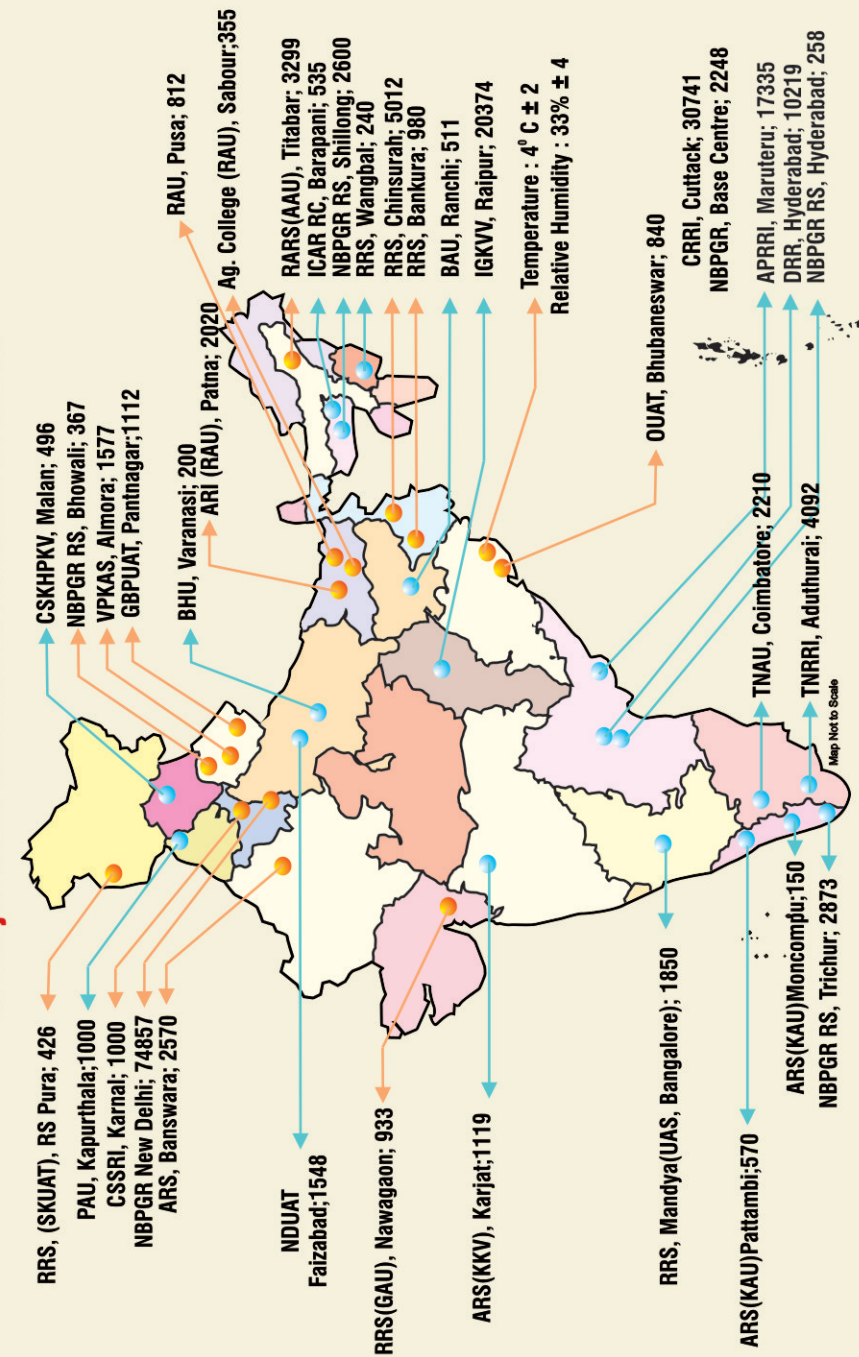 RRS, (SKUAT), RS Pura; 426
PAU, Kapurthala;1000
CSSRI, Karnal; 1000
NBPGR New Delhi; 74857
ARS, Banswara; 2570
NDUAT
Faizabad;1548
RRS(GAU), Nawagaon; 933
ARS(KKV), Karjat;1119
RRS, Mandya(UAS, Bangalore); 1850
ARS(KAU)Pattambi;570
ARS(KAU)Moncompu;150
NBPGR RS, Trichur; 2873
CSKHPKV, Malan; 496
NBPGR RS, Bhowali; 367
VPKAS, Almora; 1577
GBPUAT, Pantnagar;1112
BHU, Varanasi; 200
ARI (RAU), Patna; 2020
RAU, Pusa; 812
Ag. College (RAU), Sabour;355
RARS(AAU), Titabar; 3299
ICAR RC, Barapani; 535
NBPGR RS, Shillong; 2600
RRS, Wangbal; 240
RRS, Chinsurah; 5012
RRS, Bankura; 980
BAU, Ranchi; 511
IGKVV, Raipur; 20374
Temperature : 4⁰ C ± 2
Relative Humidity : 33% ± 4
OUAT, Bhubaneswar; 840
CRRI, Cuttack; 30741
NBPGR, Base Centre; 2248
APRRI, Maruteru; 17335
DRR, Hyderabad; 10219
NBPGR RS, Hyderabad; 258
TNAU, Coimbatore; 2210
TNRRI, Aduthurai; 4092
Map Not to Scale